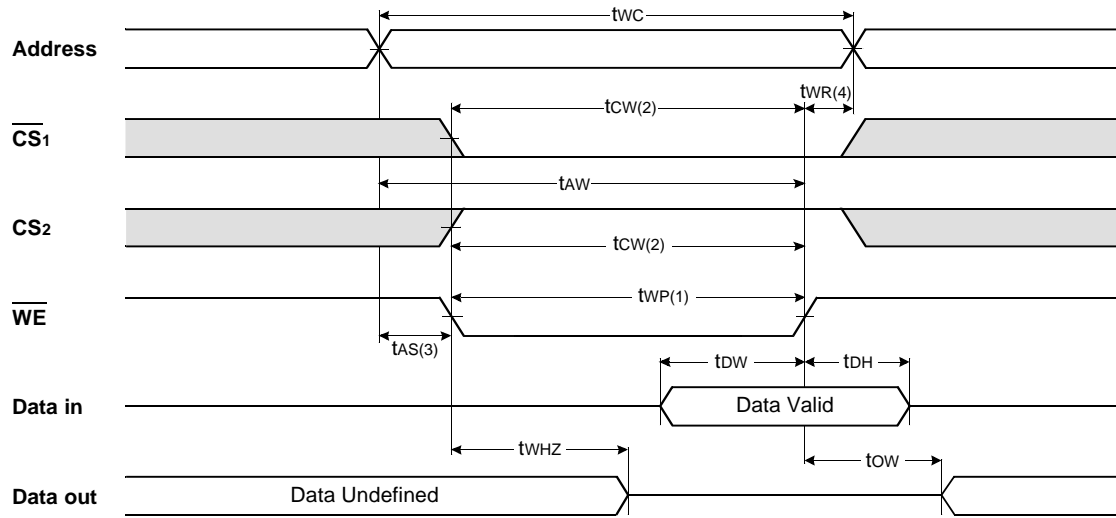 tWC
Address
tCW(2)
tWR(4)
CS1
tAW
CS2
tCW(2)
tWP(1)
WE
tAS(3)
tDW
tDH
Data in
Data Valid
tWHZ
tOW
Data out
Data Undefined